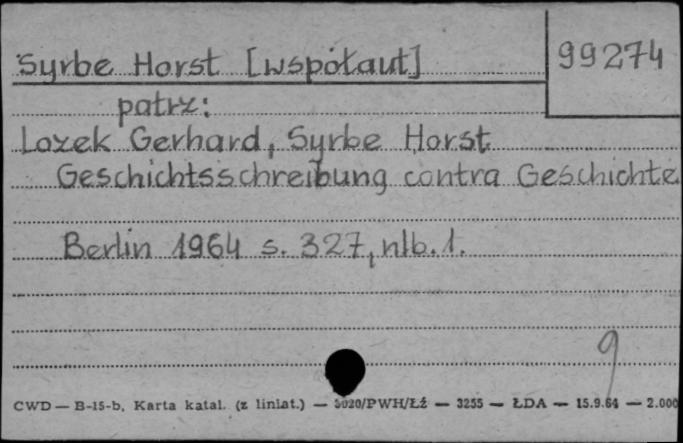 Syrbe Horst [współaut]
99274
patrz:
Lozek Gerhard, Syrbe Horst
Geschichtsschreibung contra Geschichte
Berlin 1964 s. 327, nlb. 1.
9
CWD — B-15-b, Karta katal. (z liniat.) — 5020/PWH/Łź — 3255 — ŁDA — 15.9.64 — 2.000